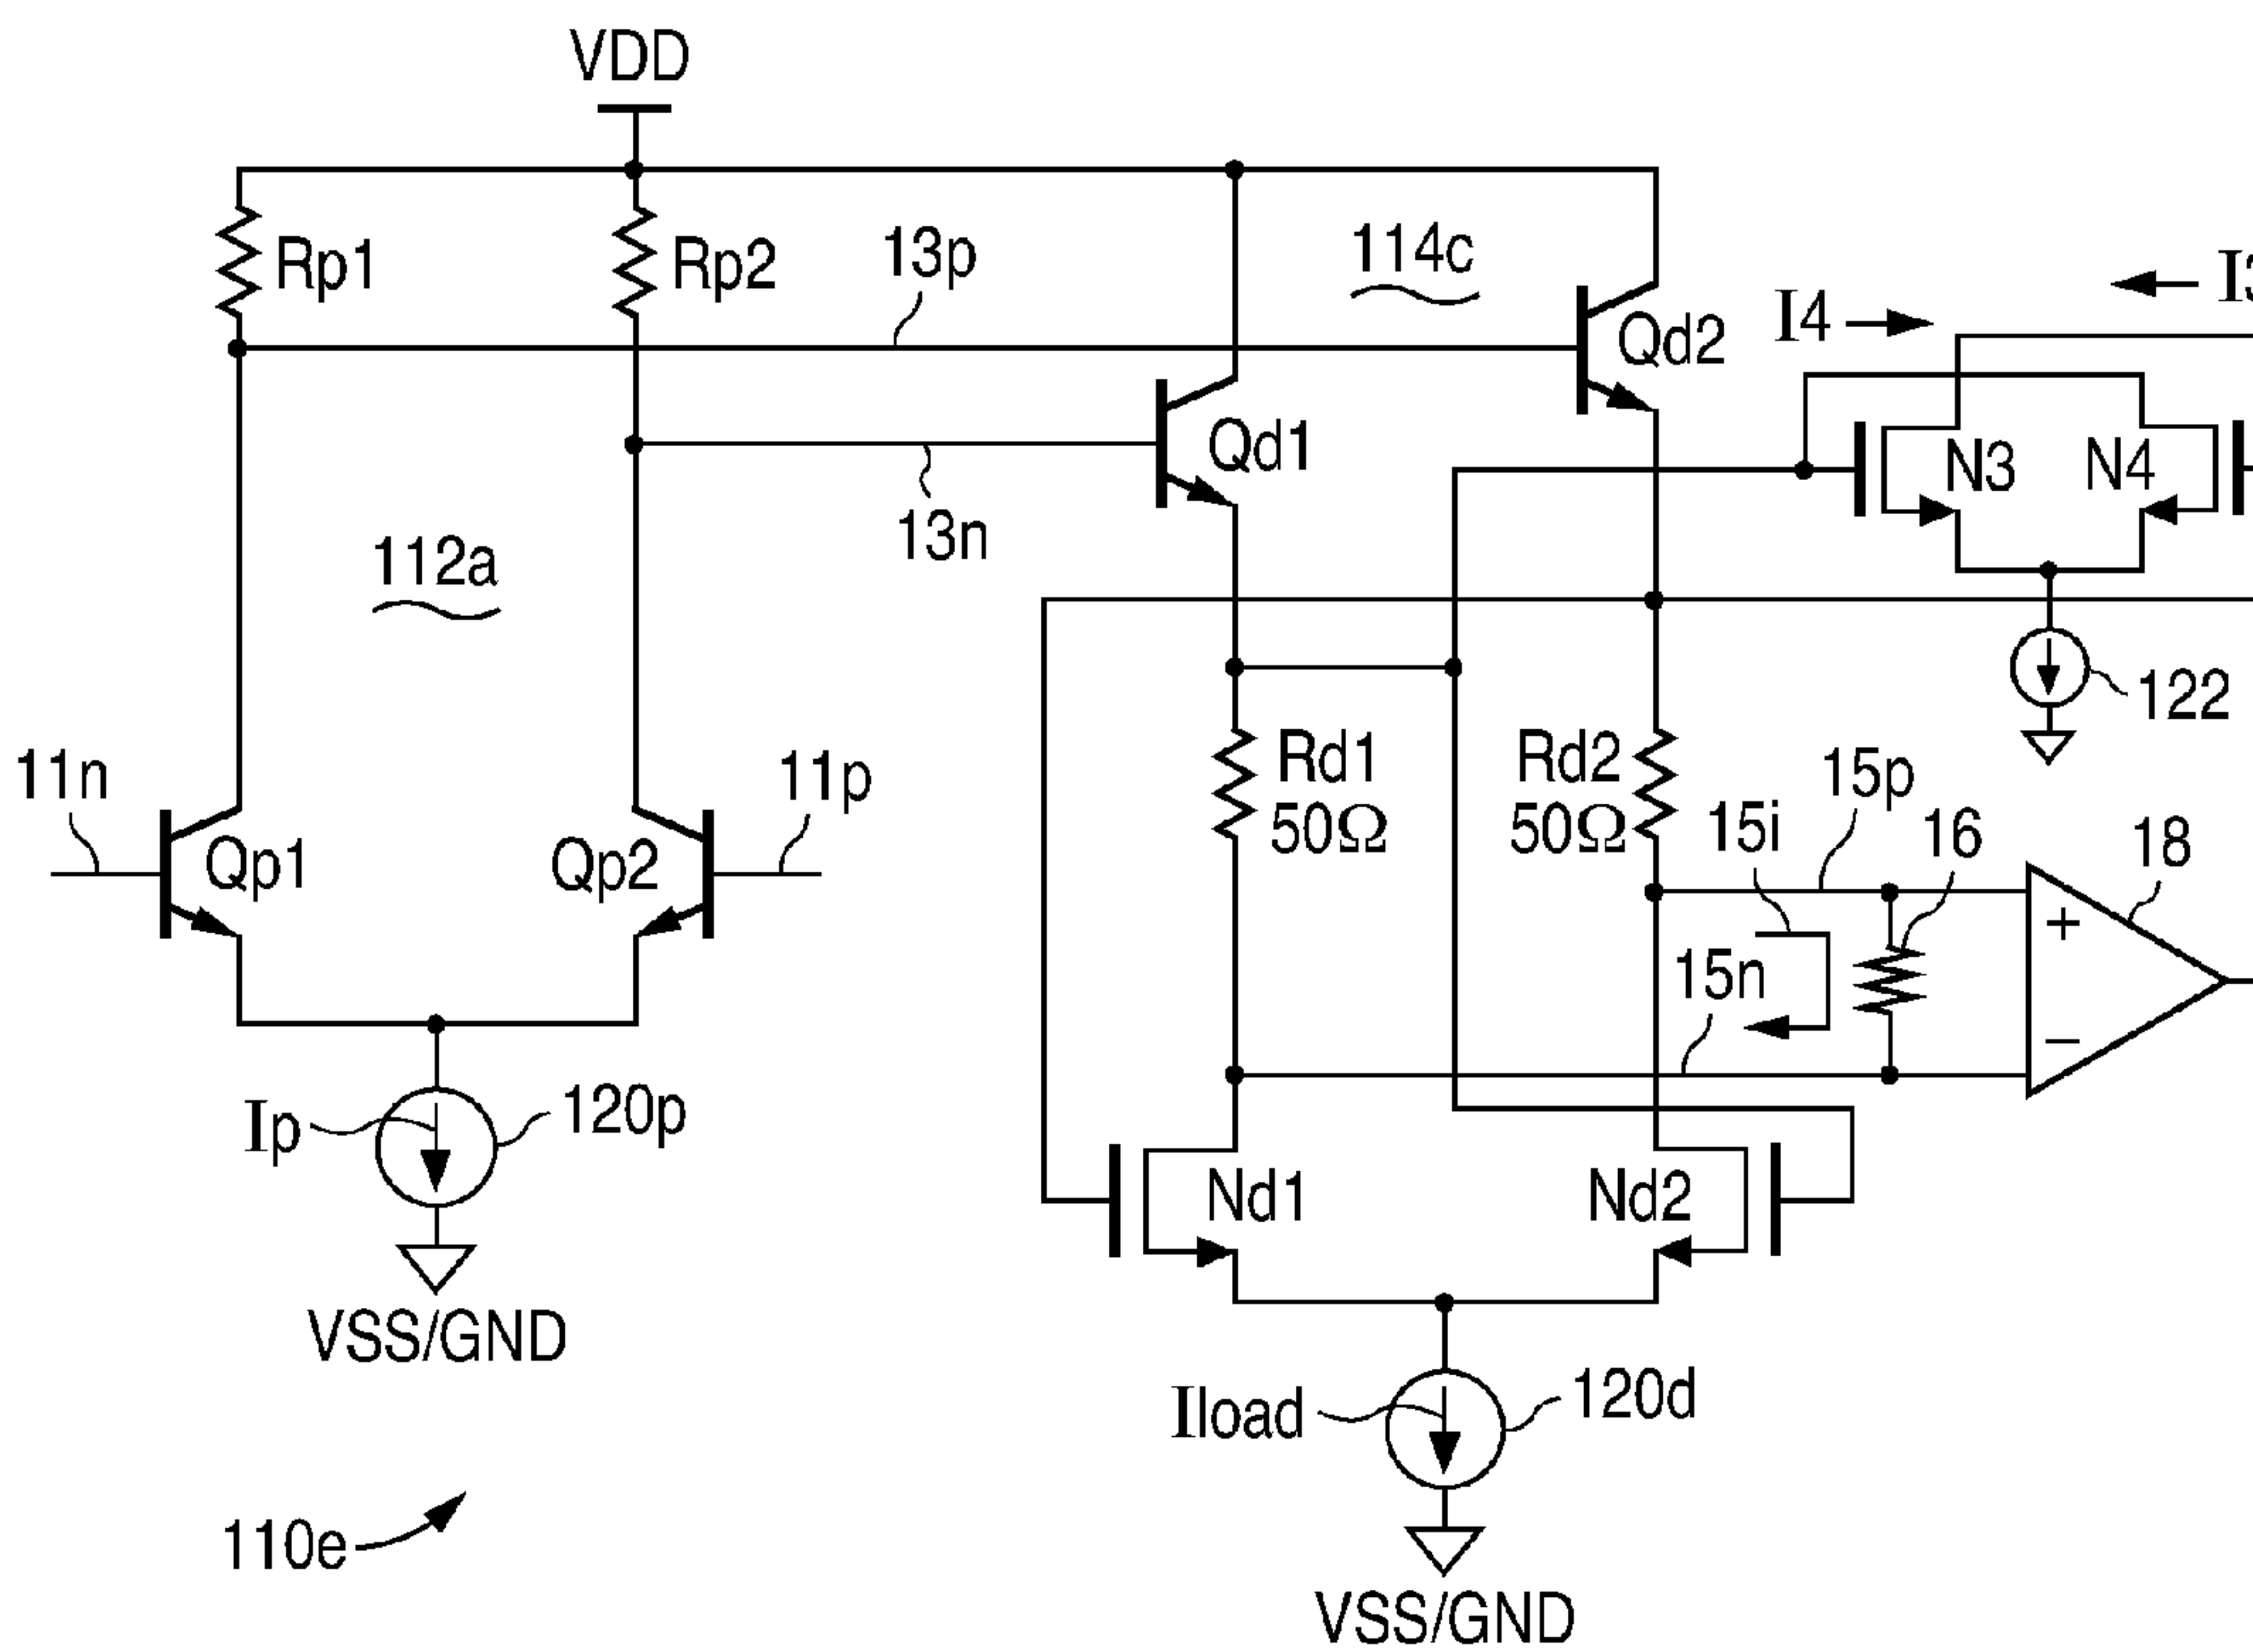 VDD
Rp1
Rp2
13p
114c
I4
Qd2
N3
N4
Qd1
13n
112a
122
11n
11p
Rd1
50Ω
Rd2
50Ω
15p
15i
16
18
Qp1
Qp2
+
15n
−
Ip
120p
Nd1
Nd2
VSS/GND
Iload
120d
110e
VSS/GND